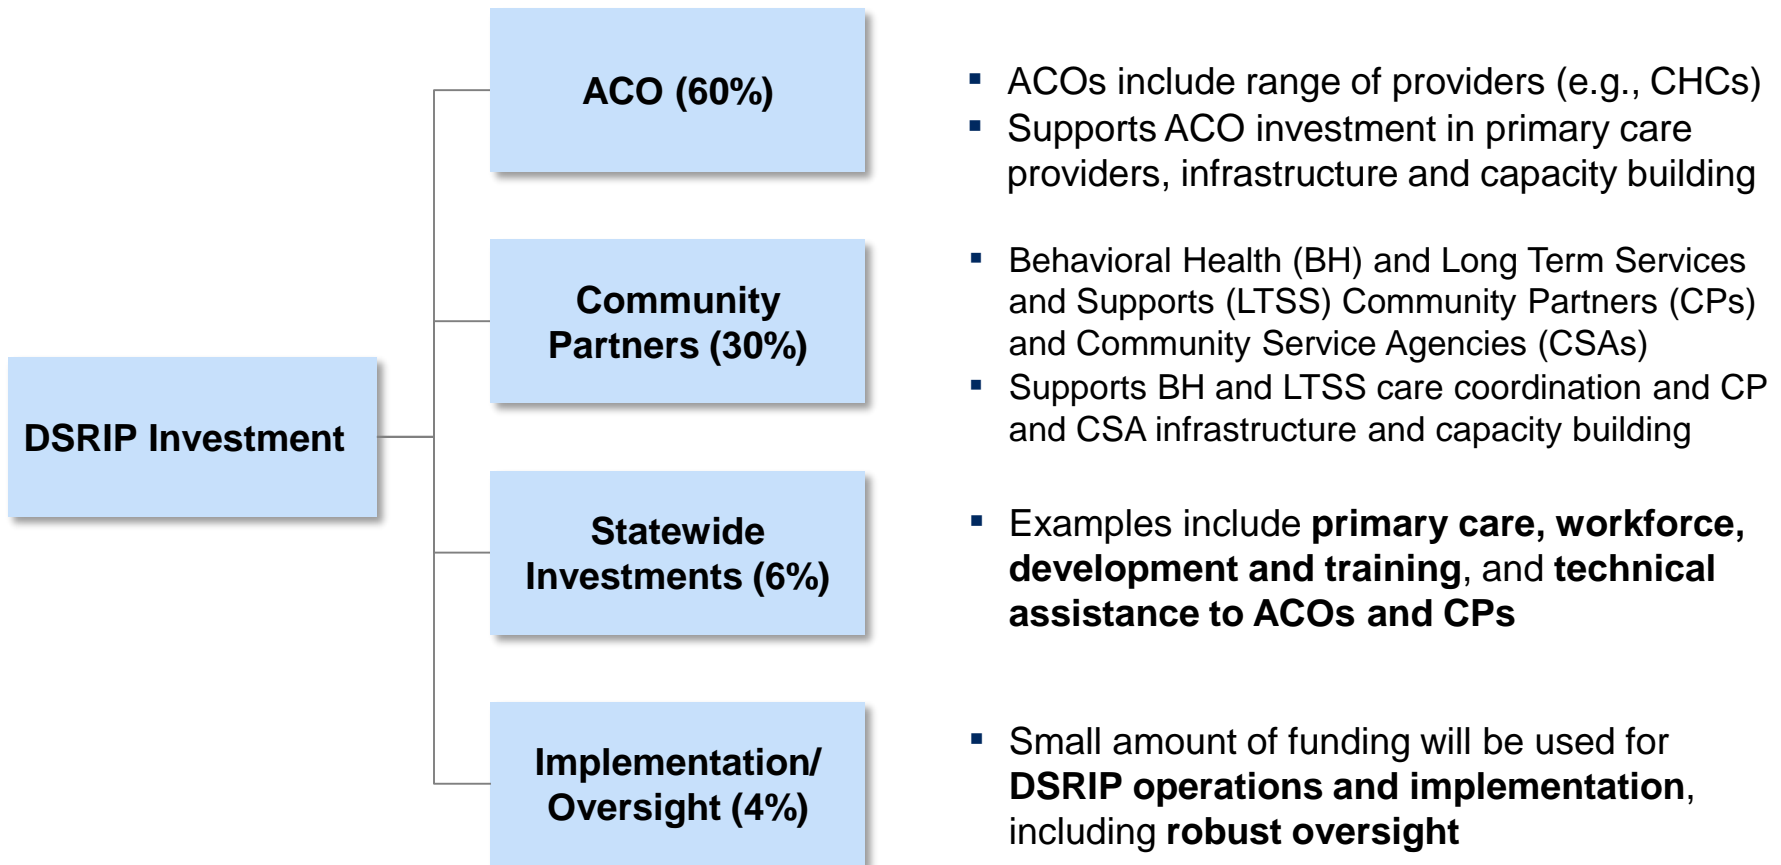 ACO (60%)
▪ ACOs include range of providers (e.g., CHCs)
▪ Supports ACO investment in primary care
providers, infrastructure and capacity building
Community
Partners (30%)
▪ Behavioral Health (BH) and Long Term Services
and Supports (LTSS) Community Partners (CPs)
and Community Service Agencies (CSAs)
▪ Supports BH and LTSS care coordination and CP
and CSA infrastructure and capacity building
DSRIP Investment
Statewide
Investments (6%)
▪ Examples include primary care, workforce,
development and training, and technical
assistance to ACOs and CPs
Implementation/
Oversight (4%)
▪ Small amount of funding will be used for
DSRIP operations and implementation,
including robust oversight